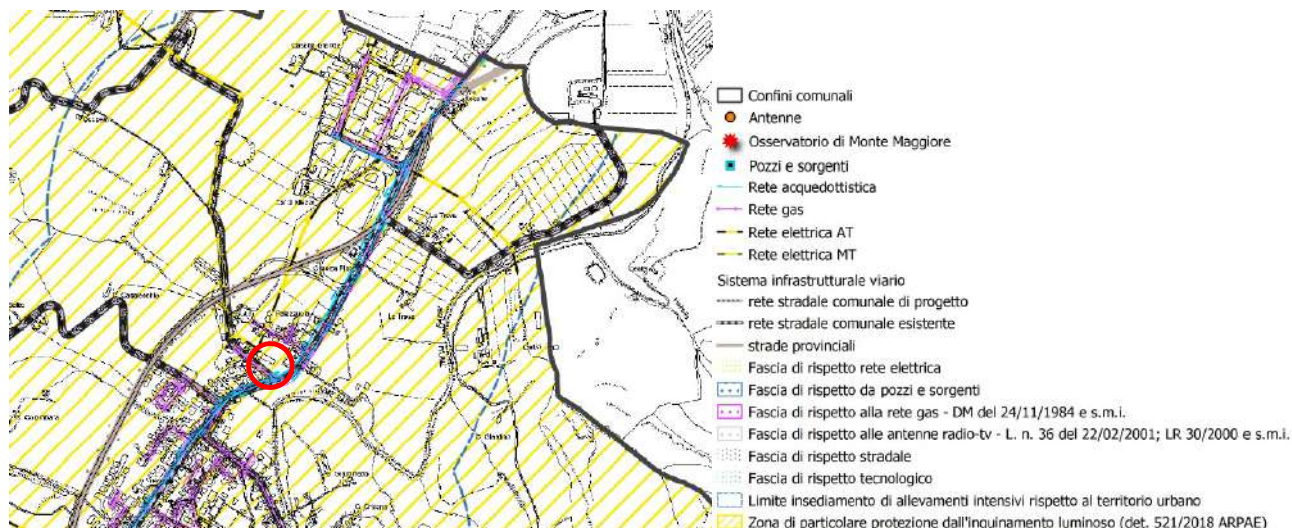 Confini comunali
Antenne
Osservatorio di Monte Maggiore
Pozzi e sorgenti
Rete acquedottistica
Rete gas
Rete elettrica AT
Rete elettrica MT
Sistema infrastrutturale viario
rete stradale comunale di progetto
rete stradale comunale esistente
strade provinciali
Fascia di rispetto rete elettrica
Fascia di rispetto da pozzi e sorgenti
Fascia di rispetto alla rete gas - DM del 24/11/1984 e s.m.i.
Fascia di rispetto alle antenne radio-tv - L. n. 36 del 22/02/2001; LR 30/2000 e s.m.i.
Fascia di rispetto stradale
Fascia di rispetto tecnologico
Limite insediamento di allevamenti intensivi rispetto al territorio urbano
Zona di particolare protezione dall'inquinamento luminoso (det. 521/2018 ARPAE)